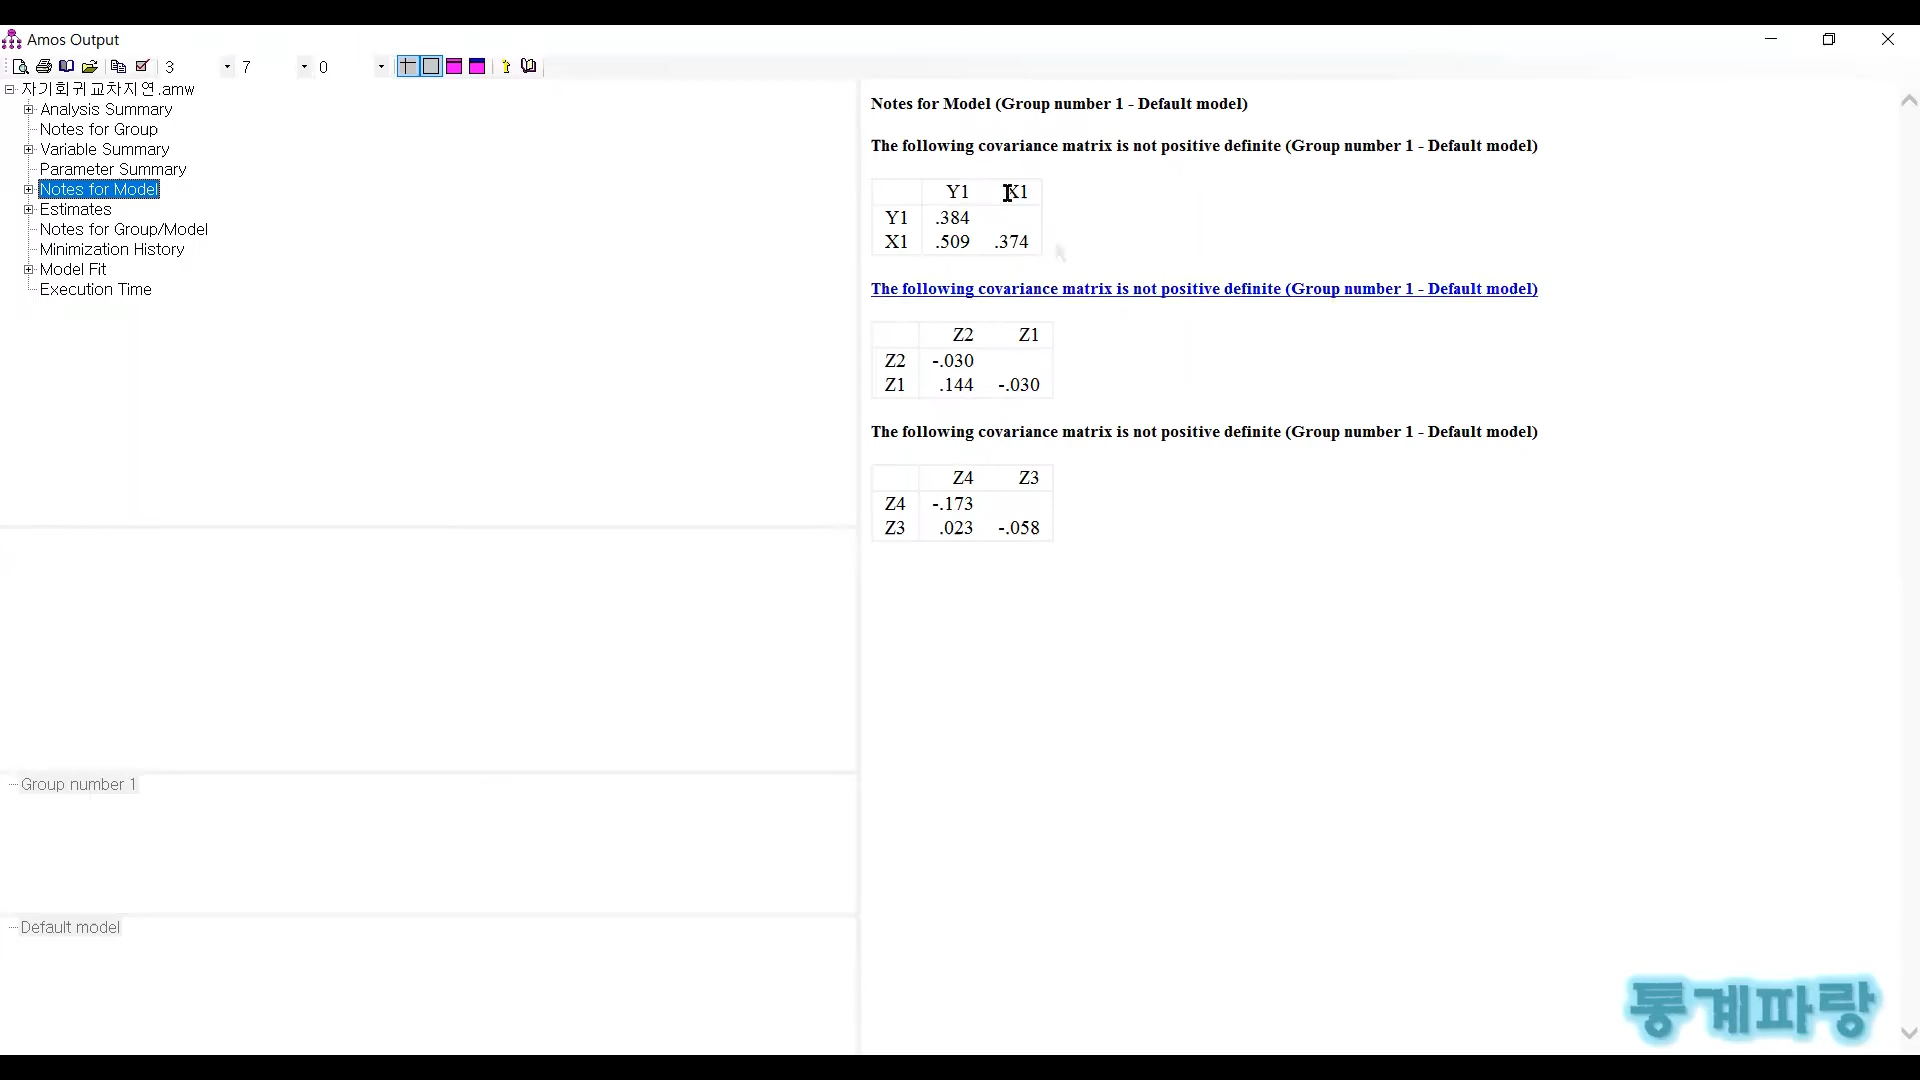 Amos Output
3 7 0
자기회귀교차지연.amw
Analysis Summary
Notes for Group
Variable Summary
Parameter Summary
Notes for Model
Estimates
Notes for Group/Model
Minimization History
Model Fit
Execution Time
Group number 1
Default model
Notes for Model (Group number 1 - Default model)
The following covariance matrix is not positive definite (Group number 1 - Default model)
Y1 X1
Y1 .384
X1 .509 .374
The following covariance matrix is not positive definite (Group number 1 - Default model)
Z2 Z1
Z2 -.030
Z1 .144 -.030
The following covariance matrix is not positive definite (Group number 1 - Default model)
Z4 Z3
Z4 -.173
Z3 .023 -.058
통계파랑